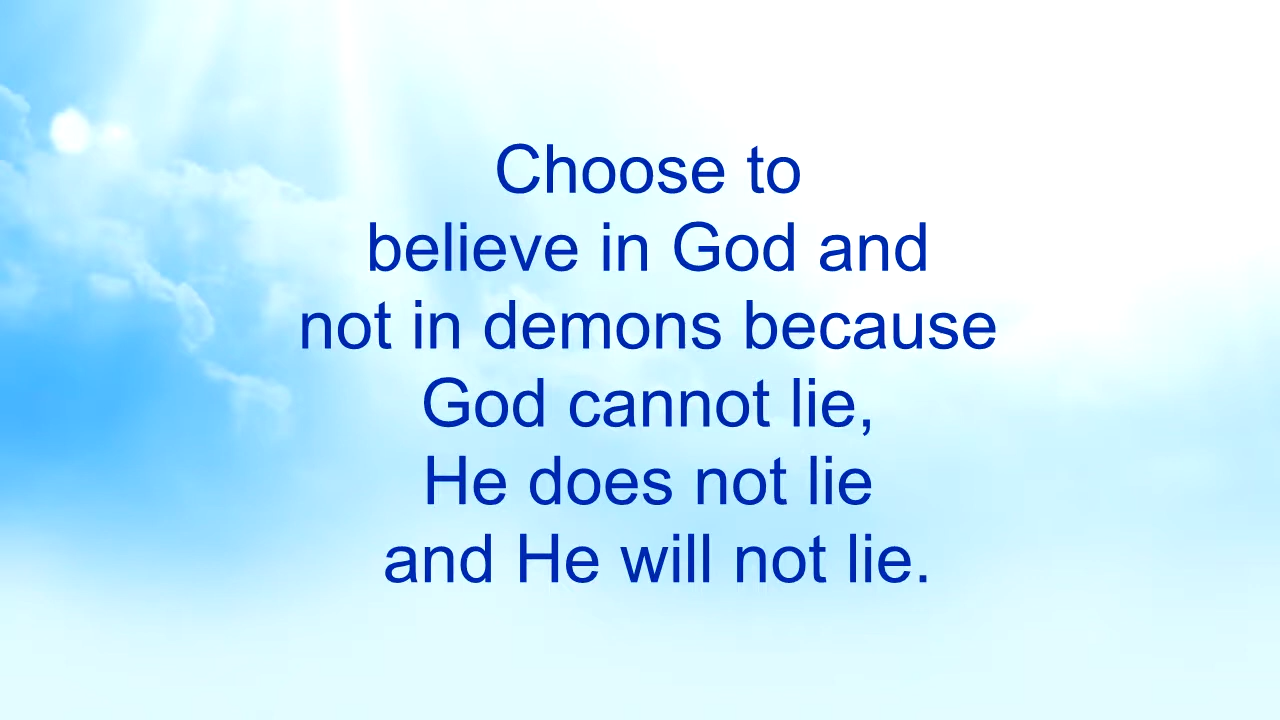 Choose to
believe in God and
not in demons because
God cannot lie,
He does not lie
and He will not lie.